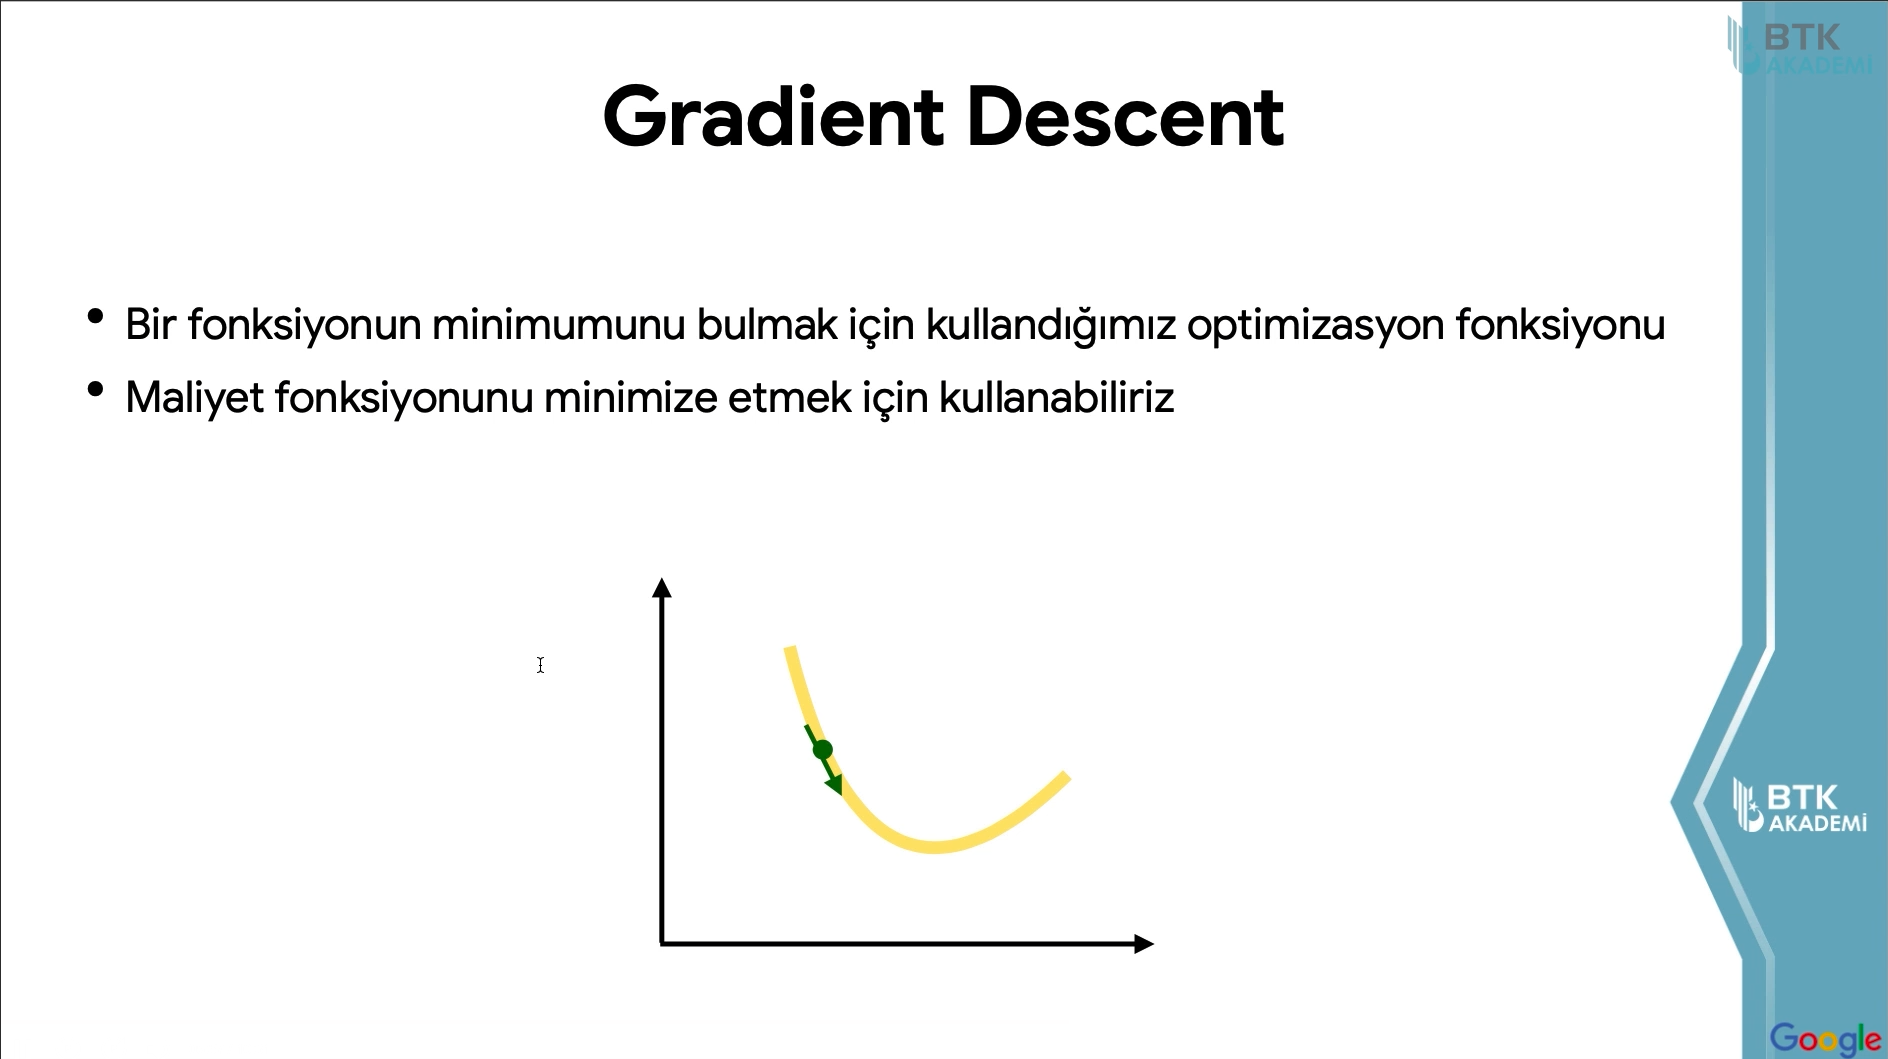 BTK
AKADEMİ
Gradient Descent
• Bir fonksiyonun minimumunu bulmak için kullandığımız optimizasyon fonksiyonu
• Maliyet fonksiyonunu minimize etmek için kullanabiliriz
BTK
AKADEMİ
Google